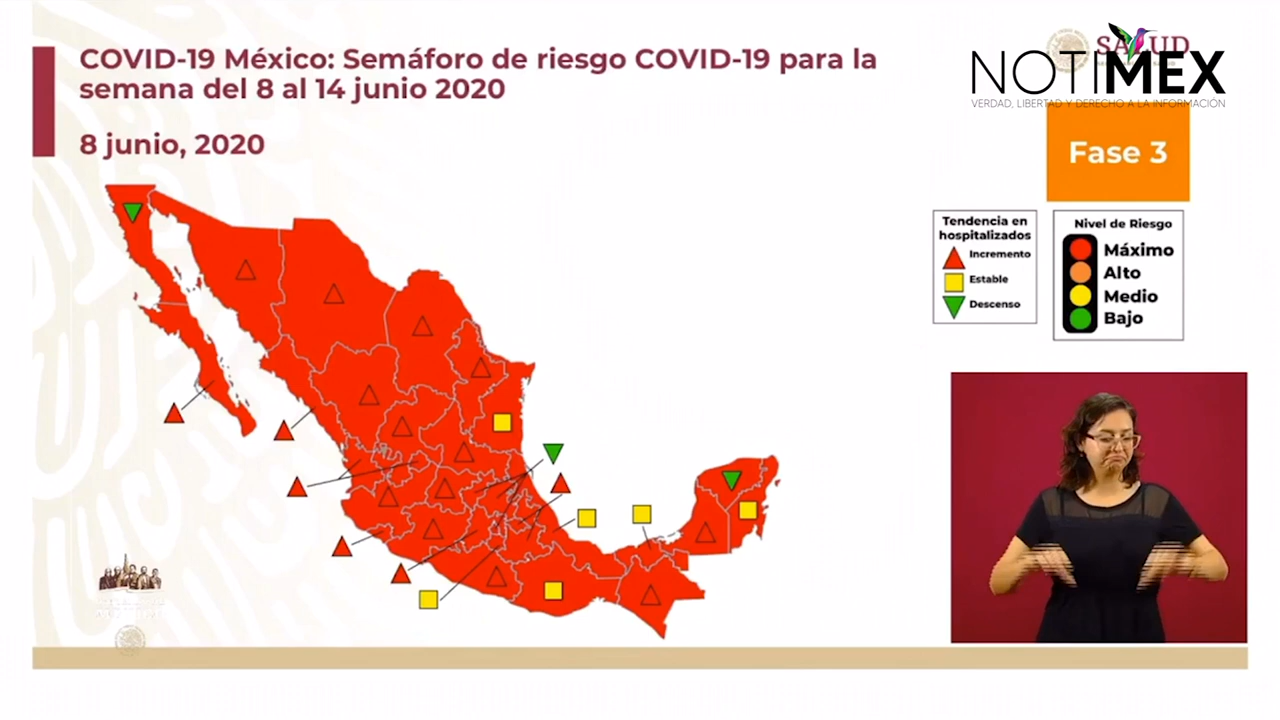 COVID-19 México: Semáforo de riesgo COVID-19 para la
semana del 8 al 14 junio 2020
8 junio, 2020
SALUD
NOTIMEX
VERDAD, LIBERTAD Y DERECHO A LA INFORMACIÓN
Fase 3
Tendencia en
hospitalizados
Incremento
Estable
Descenso
Nivel de Riesgo
Máximo
Alto
Medio
Bajo